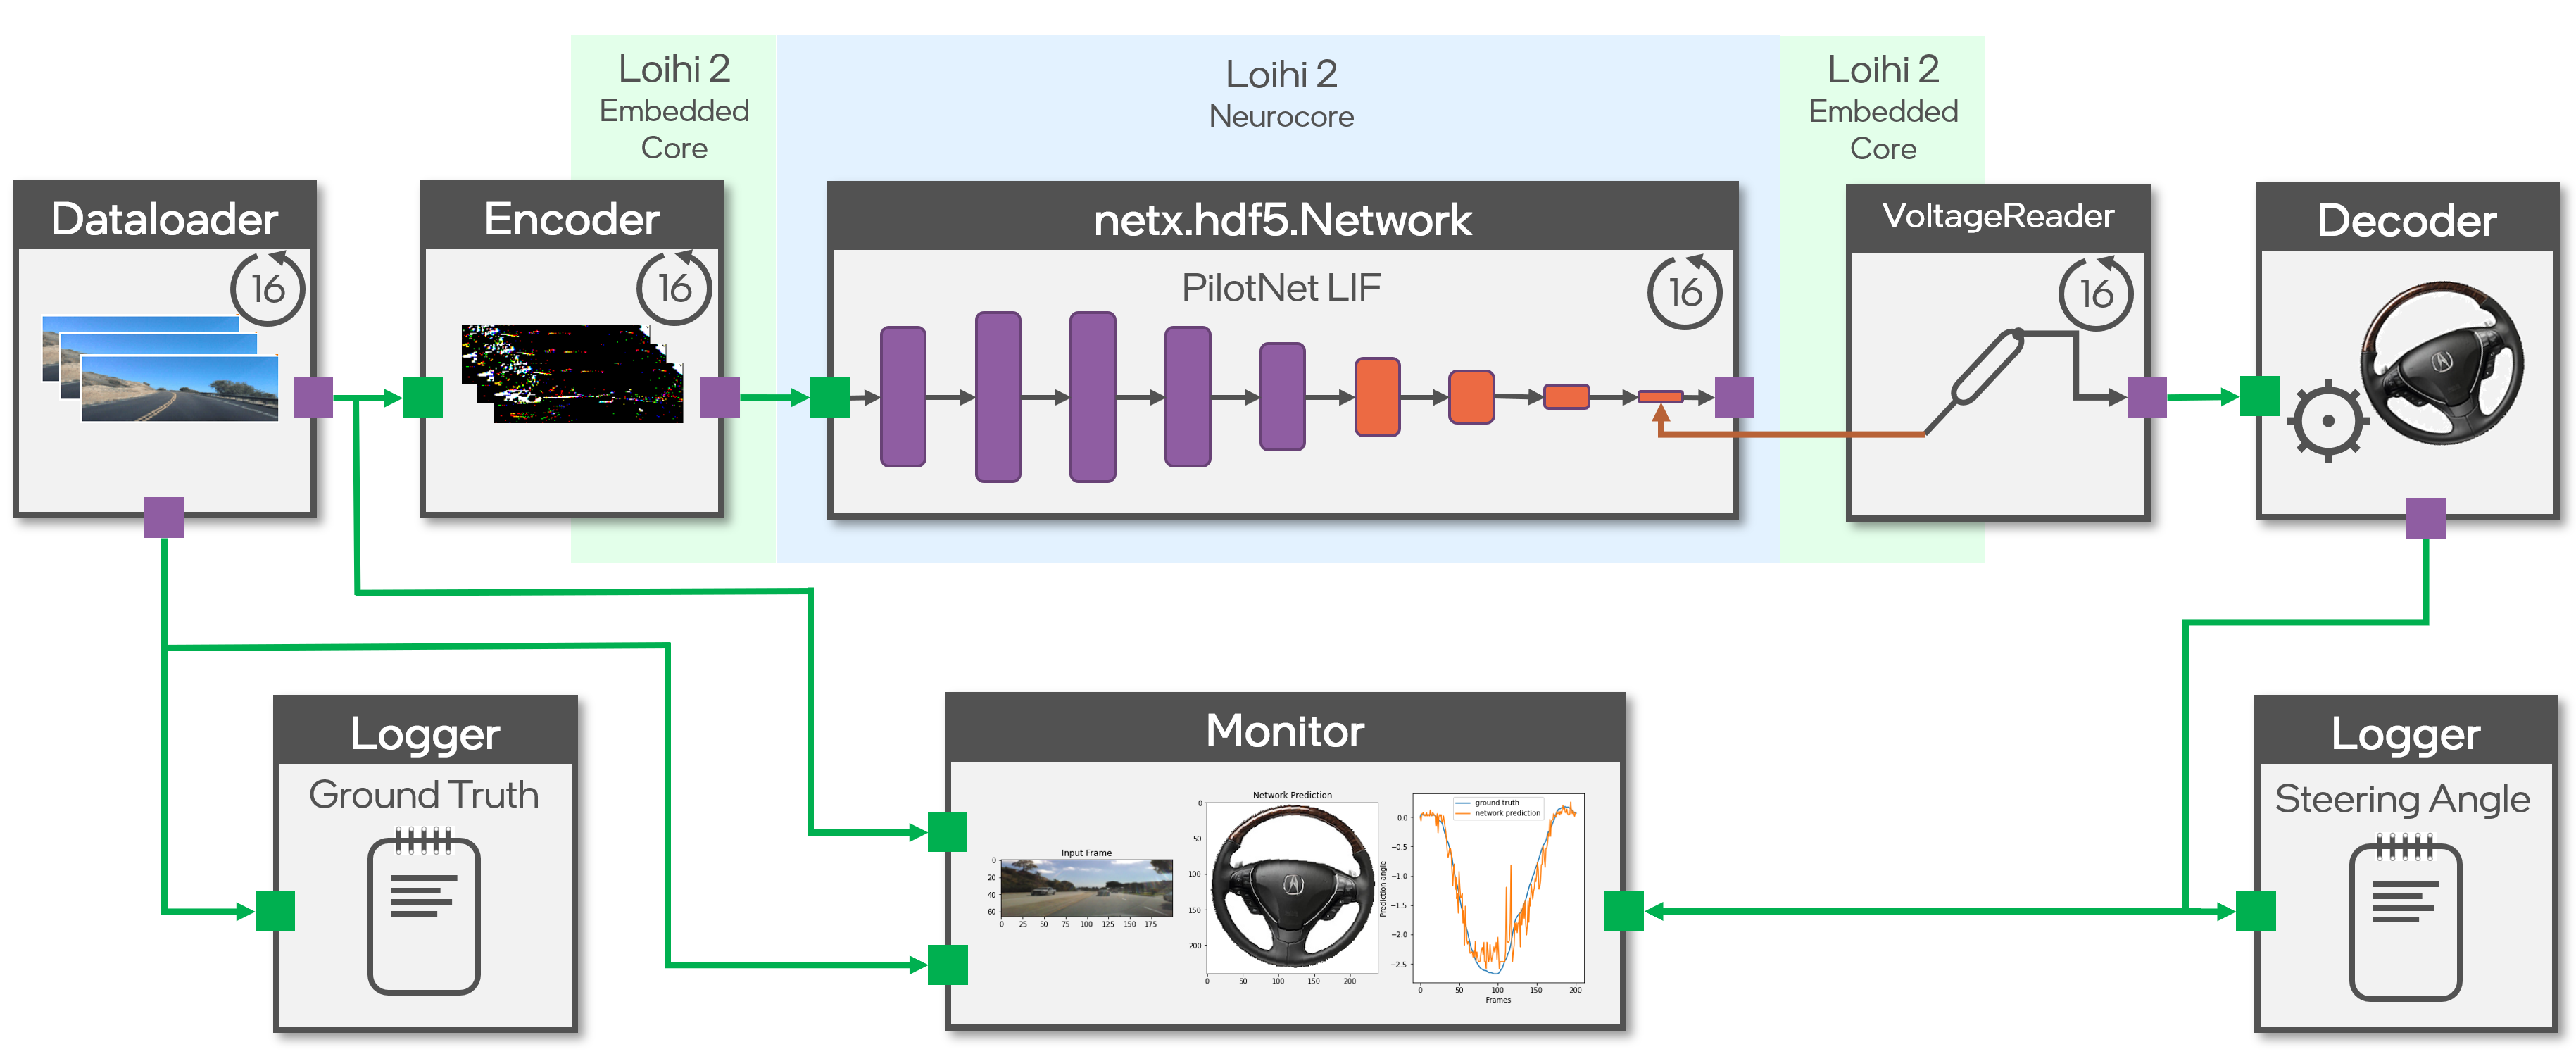 Loihi 2
Embedded
Core
Loihi 2
Neurocore
Loihi 2
Embedded
Core
Dataloader
16
Encoder
16
netx.hdf5.Network
PilotNet LIF
16
VoltageReader
16
Decoder
Logger
Ground Truth
Monitor
Input Frame
0
20
40
60
0 25 50 75 100 125 150 175
Network Prediction
0
50
100
150
200
0 50 100 150 200
ground truth
network prediction
Prediction angle
0.0
−0.5
−1.0
−1.5
−2.0
−2.5
0 50 100 150 200
Frames
Logger
Steering Angle